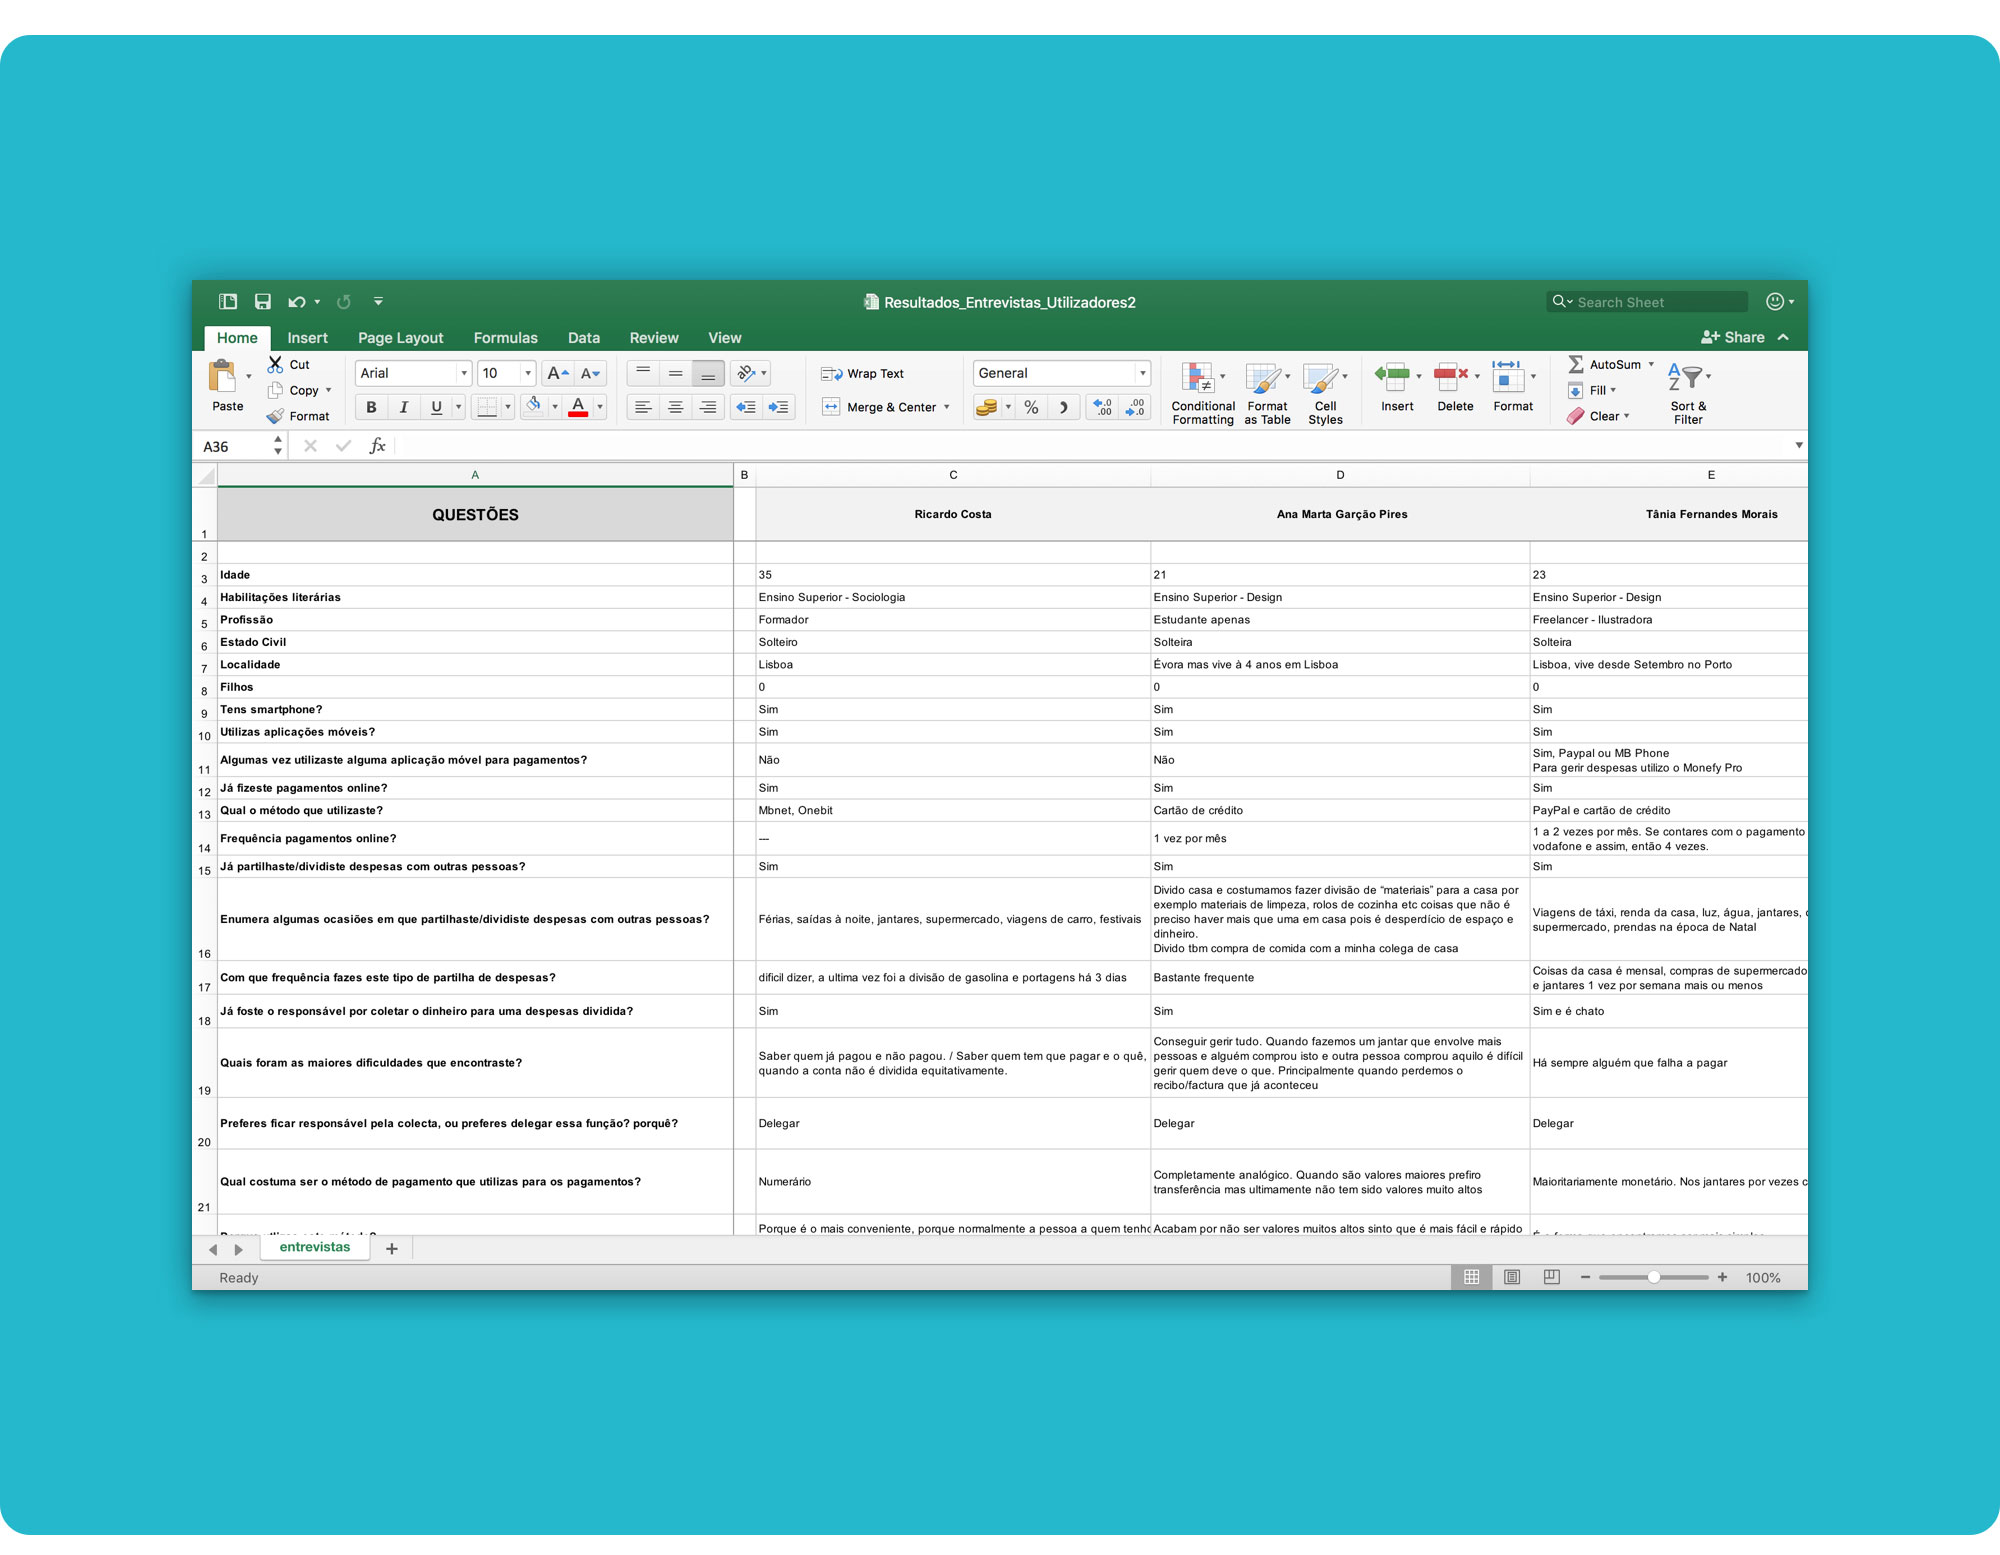 Resultados_Entrevistas_Utilizadores2
Search Sheet
Home Insert Page Layout Formulas Data Review View
Share
Paste
Cut
Copy
Format
Arial 10
B I U A
Wrap Text
Merge & Center
General
Conditional Formatting
Format as Table
Cell Styles
Insert
Delete
Format
AutoSum
Fill
Clear
Sort & Filter
A36 fx
A B C D E
1 QUESTÕES Ricardo Costa Ana Marta Garção Pires Tânia Fernandes Morais
2
3 Idade 35 21 23
4 Habilitações literárias Ensino Superior - Sociologia Ensino Superior - Design Ensino Superior - Design
5 Profissão Formador Estudante apenas Freelancer - Ilustradora
6 Estado Civil Solteiro Solteira Solteira
7 Localidade Lisboa Évora mas vive à 4 anos em Lisboa Lisboa, vive desde Setembro no Porto
8 Filhos 0 0 0
9 Tens smartphone? Sim Sim Sim
10 Utilizas aplicações móveis? Sim Sim Sim
11 Algumas vez utilizaste alguma aplicação móvel para pagamentos? Não Não Sim, Paypal ou MB Phone
Para gerir despesas utilizo o Monefy Pro
12 Já fizeste pagamentos online? Sim Sim Sim
13 Qual o método que utilizaste? Mbnet, Onebit Cartão de crédito PayPal e cartão de crédito
14 Frequência pagamentos online? --- 1 vez por mês 1 a 2 vezes por mês. Se contares com o pagamento
vodafone e assim, então 4 vezes.
15 Já partilhaste/dividiste despesas com outras pessoas? Sim Sim Sim
16 Enumera algumas ocasiões em que partilhaste/dividiste despesas com outras pessoas?
Férias, saídas à noite, jantares, supermercado, viagens de carro, festivais
Divido casa e costumamos fazer divisão de “materiais” para a casa por
exemplo materiais de limpeza, rolos de cozinha etc coisas que não é
preciso haver mais que uma em casa pois é desperdício de espaço e
dinheiro.
Divido tbm compra de comida com a minha colega de casa
Viagens de táxi, renda da casa, luz, água, jantares,
supermercado, prendas na época de Natal
17 Com que frequência fazes este tipo de partilha de despesas?
dificil dizer, a ultima vez foi a divisão de gasolina e portagens há 3 dias
Bastante frequente
Coisas da casa é mensal, compras de supermercado
e jantares 1 vez por semana mais ou menos
18 Já foste o responsável por coletar o dinheiro para uma despesas dividida? Sim Sim Sim e é chato
19 Quais foram as maiores dificuldades que encontraste?
Saber quem já pagou e não pagou. / Saber quem tem que pagar e o quê,
quando a conta não é dividida equitativamente.
Conseguir gerir tudo. Quando fazemos um jantar que envolve mais
pessoas e alguém comprou isto e outra pessoa comprou aquilo é difícil
gerir quem deve o que. Principalmente quando perdemos o
recibo/factura que já aconteceu
Há sempre alguém que falha a pagar
20 Preferes ficar responsável pela colecta, ou preferes delegar essa função? porquê? Delegar Delegar Delegar
21 Qual costuma ser o método de pagamento que utilizas para os pagamentos?
Numerário
Completamente analógico. Quando são valores maiores prefiro
transferência mas ultimamente não tem sido valores muito altos
Maioritariamente monetário. Nos jantares por vezes
Porque é o mais conveniente, porque normalmente a pessoa a quem tenho
Acabam por não ser valores muitos altos sinto que é mais fácil e rápido
entrevistas
Ready 100%